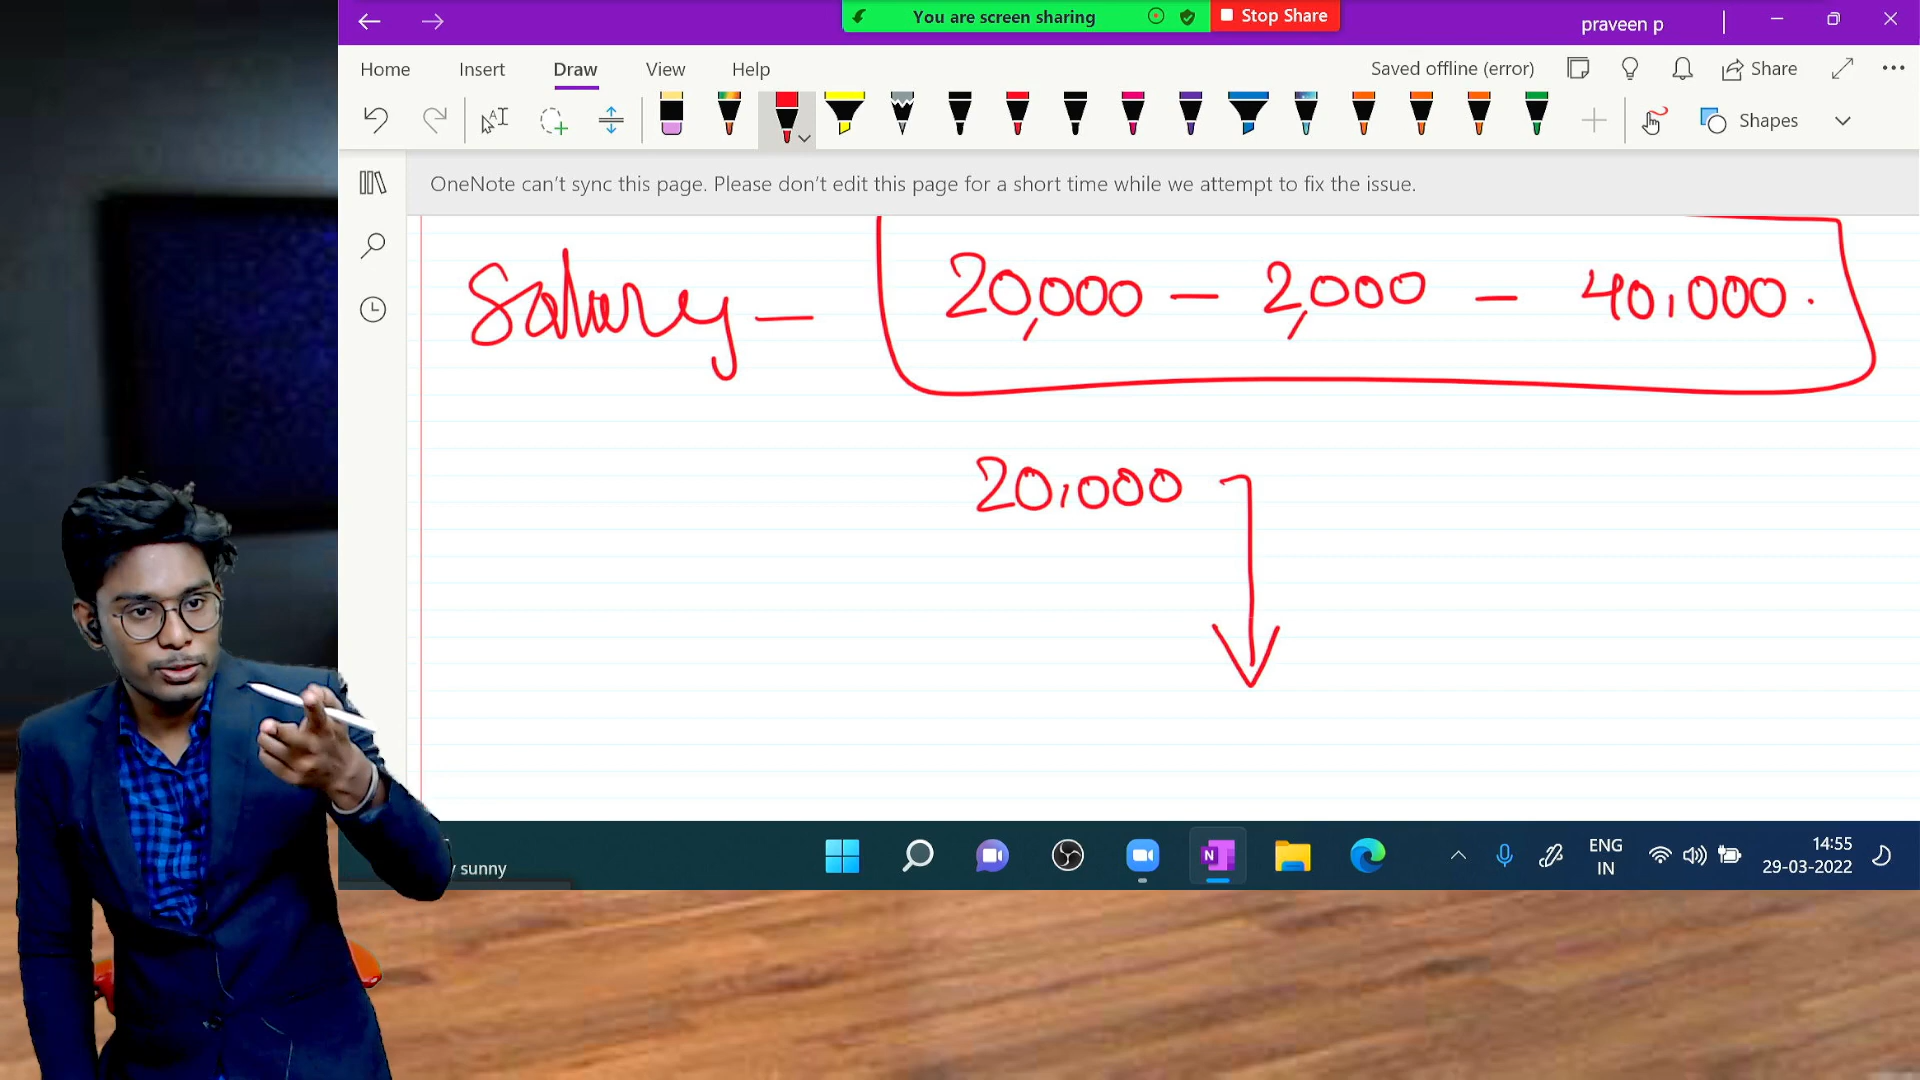 You are screen sharing Stop Share praveen p
Home Insert Draw View Help Saved offline (error) Share
Shapes
OneNote can't sync this page. Please don't edit this page for a short time while we attempt to fix the issue.
Salary — 20,000 — 2,000 — 40,000.
20,000
sunny
ENG
IN
14:55
29-03-2022